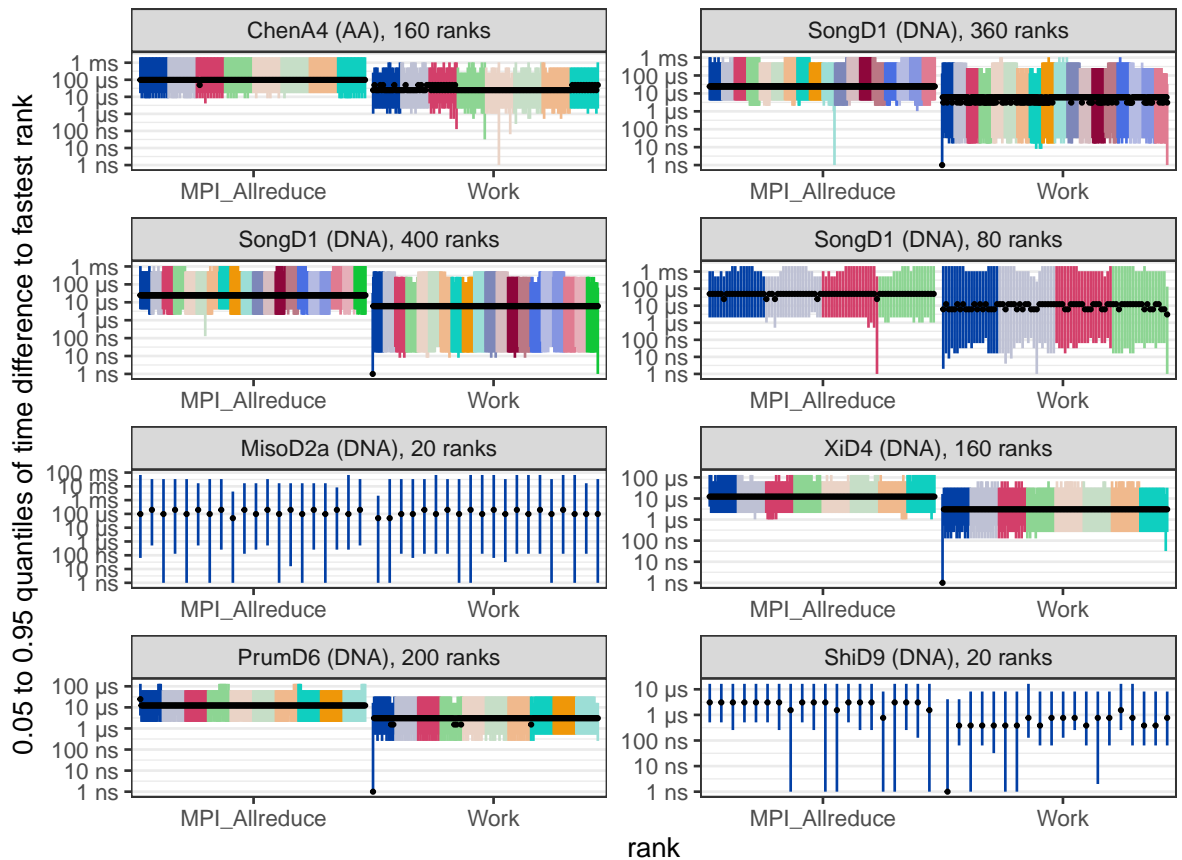 ChenA4 (AA), 160 ranks
1 ms
100 µs
10 µs
1 µs
100 ns
10 ns
1 ns
MPI_Allreduce
Work
SongD1 (DNA), 360 ranks
1 ms
100 µs
10 µs
1 µs
100 ns
10 ns
1 ns
MPI_Allreduce
Work
SongD1 (DNA), 400 ranks
1 ms
100 µs
10 µs
1 µs
100 ns
10 ns
1 ns
MPI_Allreduce
Work
SongD1 (DNA), 80 ranks
1 ms
100 µs
10 µs
1 µs
100 ns
10 ns
1 ns
MPI_Allreduce
Work
MisoD2a (DNA), 20 ranks
100 ms
10 ms
1 ms
100 µs
10 µs
1 µs
100 ns
10 ns
1 ns
MPI_Allreduce
Work
XiD4 (DNA), 160 ranks
100 µs
10 µs
1 µs
100 ns
10 ns
1 ns
MPI_Allreduce
Work
PrumD6 (DNA), 200 ranks
100 µs
10 µs
1 µs
100 ns
10 ns
1 ns
MPI_Allreduce
Work
ShiD9 (DNA), 20 ranks
10 µs
1 µs
100 ns
10 ns
1 ns
MPI_Allreduce
Work
0.05 to 0.95 quantiles of time difference to fastest rank
rank